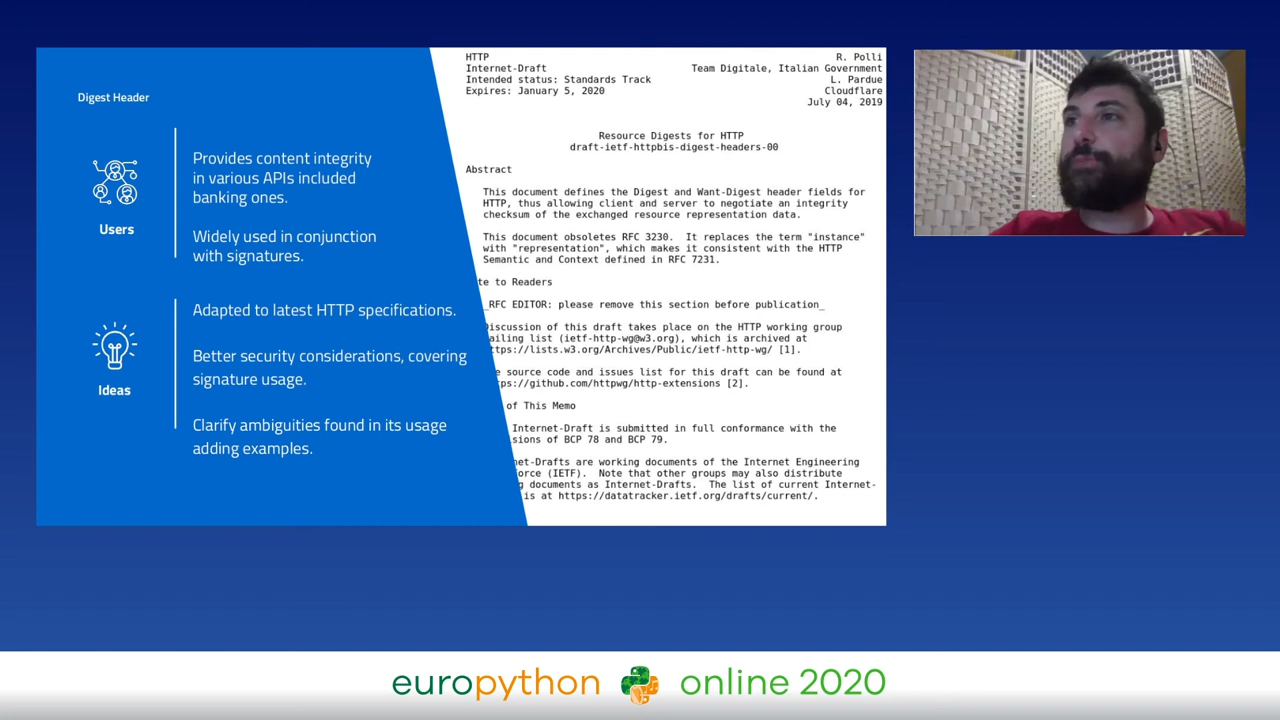 Digest Header
Users
Provides content integrity
in various APIs included
banking ones.
Widely used in conjunction
with signatures.
Ideas
Adapted to latest HTTP specifications.
Better security considerations, covering
signature usage.
Clarify ambiguities found in its usage
adding examples.
HTTP R. Polli
Internet-Draft Team Digitale, Italian Government
Intended status: Standards Track L. Pardue
Expires: January 5, 2020 Cloudflare
July 04, 2019
Resource Digests for HTTP
draft-ietf-httpbis-digest-headers-00
Abstract
This document defines the Digest and Want-Digest header fields for
HTTP, thus allowing client and server to negotiate an integrity
checksum of the exchanged resource representation data.
This document obsoletes RFC 3230. It replaces the term "instance"
with "representation", which makes it consistent with the HTTP
Semantic and Context defined in RFC 7231.
te to Readers
_RFC EDITOR: please remove this section before publication_
iscussion of this draft takes place on the HTTP working group
ailing list (ietf-http-wg@w3.org), which is archived at
ttps://lists.w3.org/Archives/Public/ietf-http-wg/ [1].
e source code and issues list for this draft can be found at
ps://github.com/httpwg/http-extensions [2].
of This Memo
Internet-Draft is submitted in full conformance with the
isions of BCP 78 and BCP 79.
net-Drafts are working documents of the Internet Engineering
orce (IETF). Note that other groups may also distribute
g documents as Internet-Drafts. The list of current Internet-
is at https://datatracker.ietf.org/drafts/current/.
europython online 2020